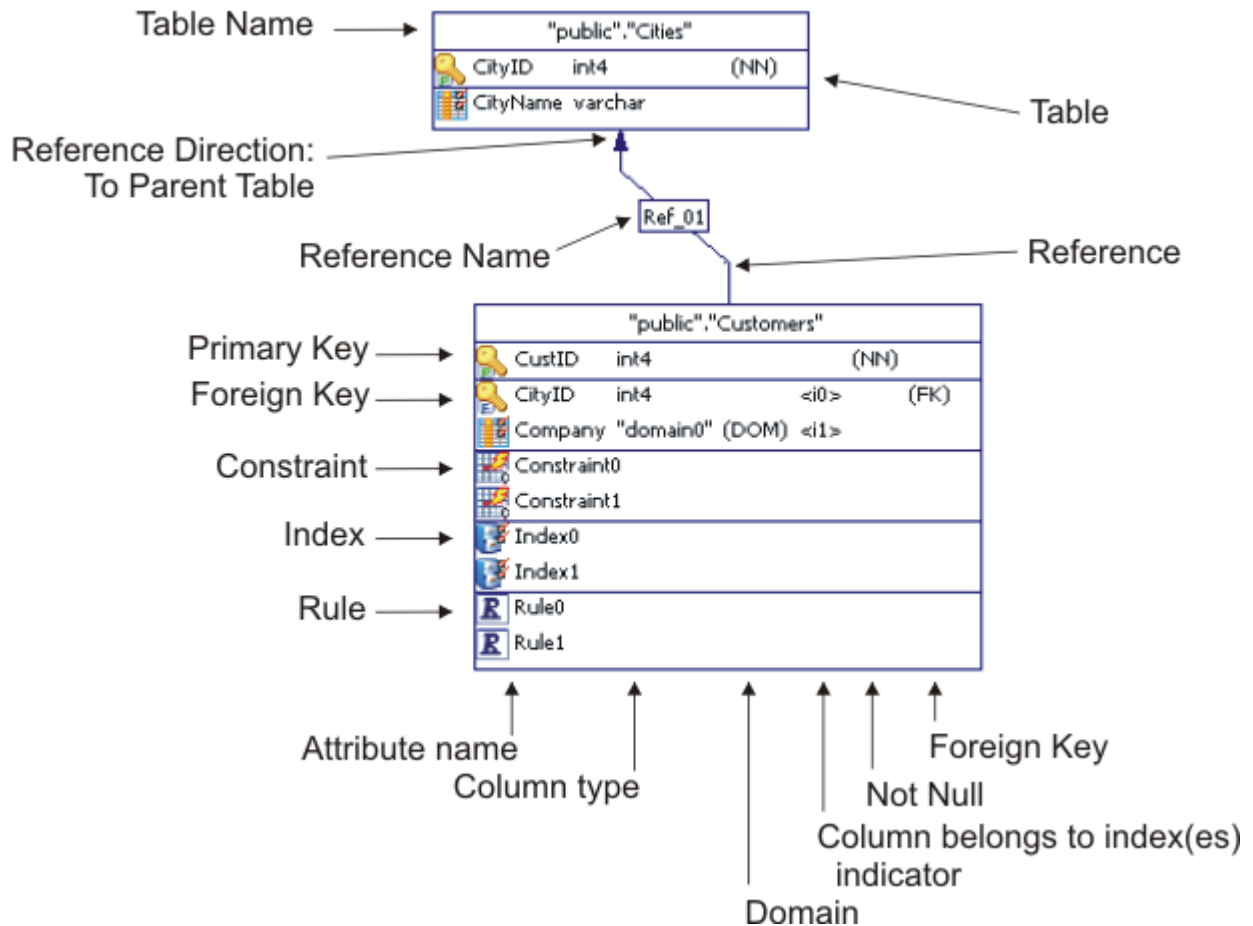 Table Name
"public"."Cities"
CityID int4 (NN)
CityName varchar
Table
Reference Direction:
To Parent Table
Ref_01
Reference Name
Reference
"public"."Customers"
Primary Key
CustID int4 (NN)
Foreign Key
CityID int4 <i0> (FK)
Company "domain0" (DOM) <i1>
Constraint
Constraint0
Constraint1
Index
Index0
Index1
Rule
R Rule0
R Rule1
Attribute name
Column type
Foreign Key
Not Null
Column belongs to index(es)
indicator
Domain